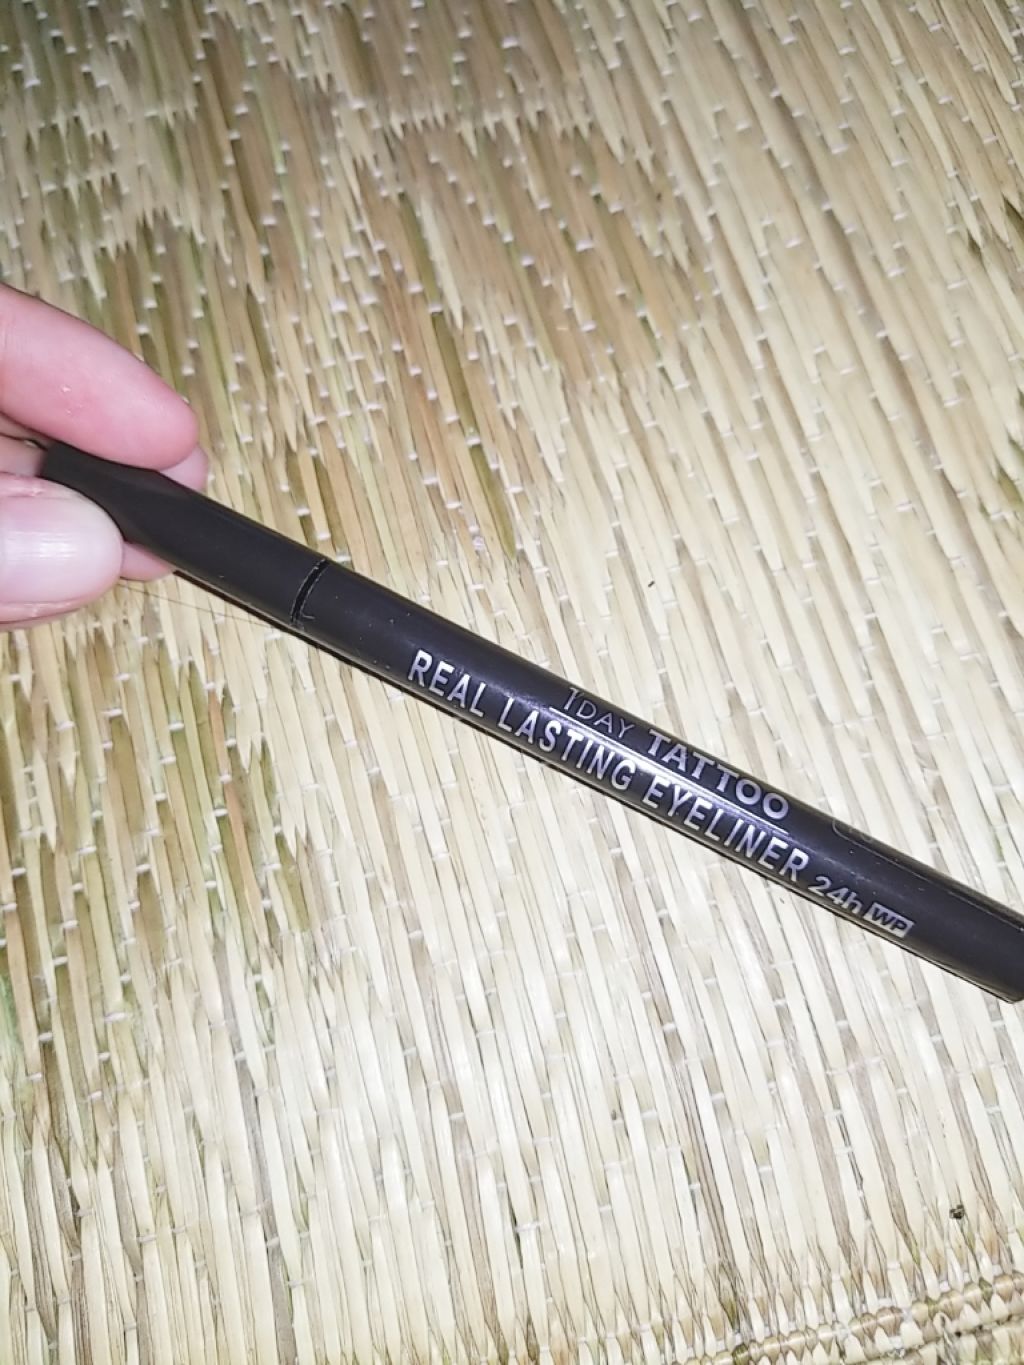 1DAY TATTOO
REAL LASTING EYELINER 24h WP